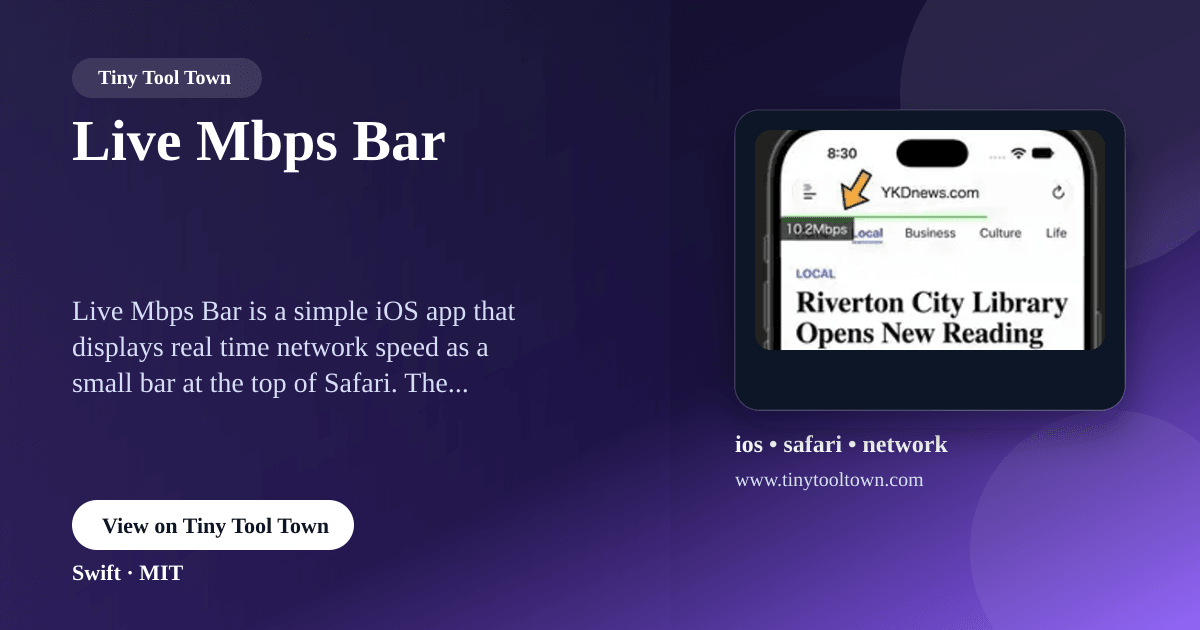 Tiny Tool Town
Live Mbps Bar
Live Mbps Bar is a simple iOS app that
displays real time network speed as a
small bar at the top of Safari. The...
View on Tiny Tool Town
Swift · MIT
8:30
YKDnews.com
10.2Mbps
Local
Business
Culture
Life
LOCAL
Riverton City Library
Opens New Reading
ios • safari • network
www.tinytooltown.com